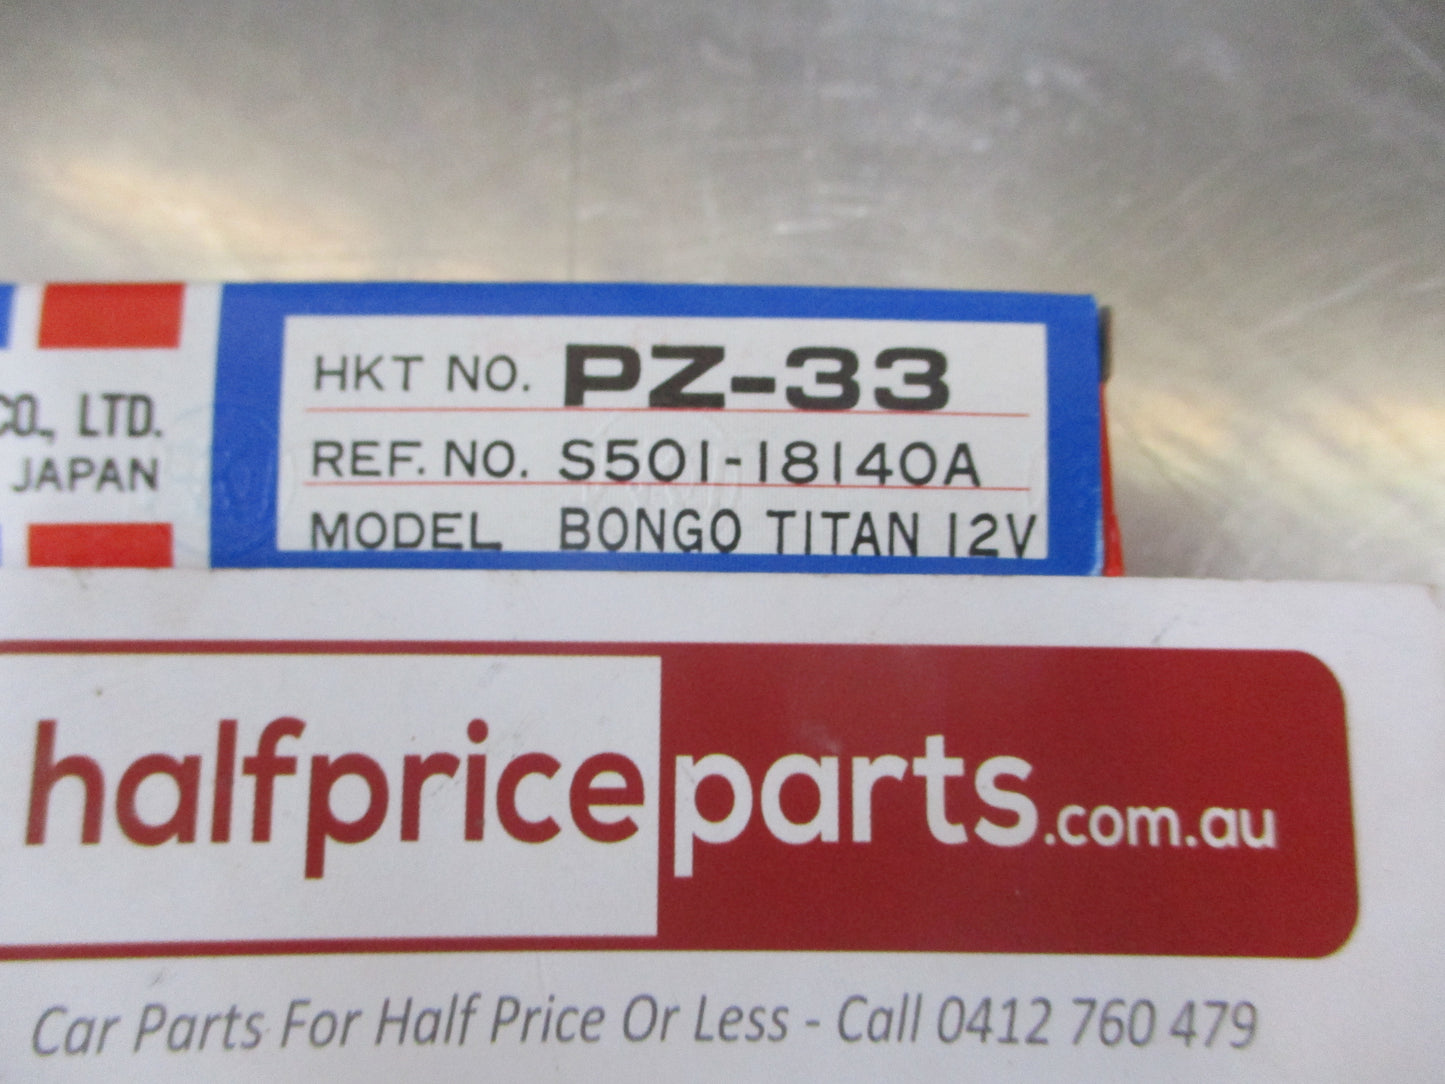 CO., LTD.
JAPAN
HKT NO. PZ-33
REF. NO. S501-18140A
MODEL BONGO TITAN 12V
halfpriceparts.com.au
Car Parts For Half Price Or Less - Call 0412 760 479